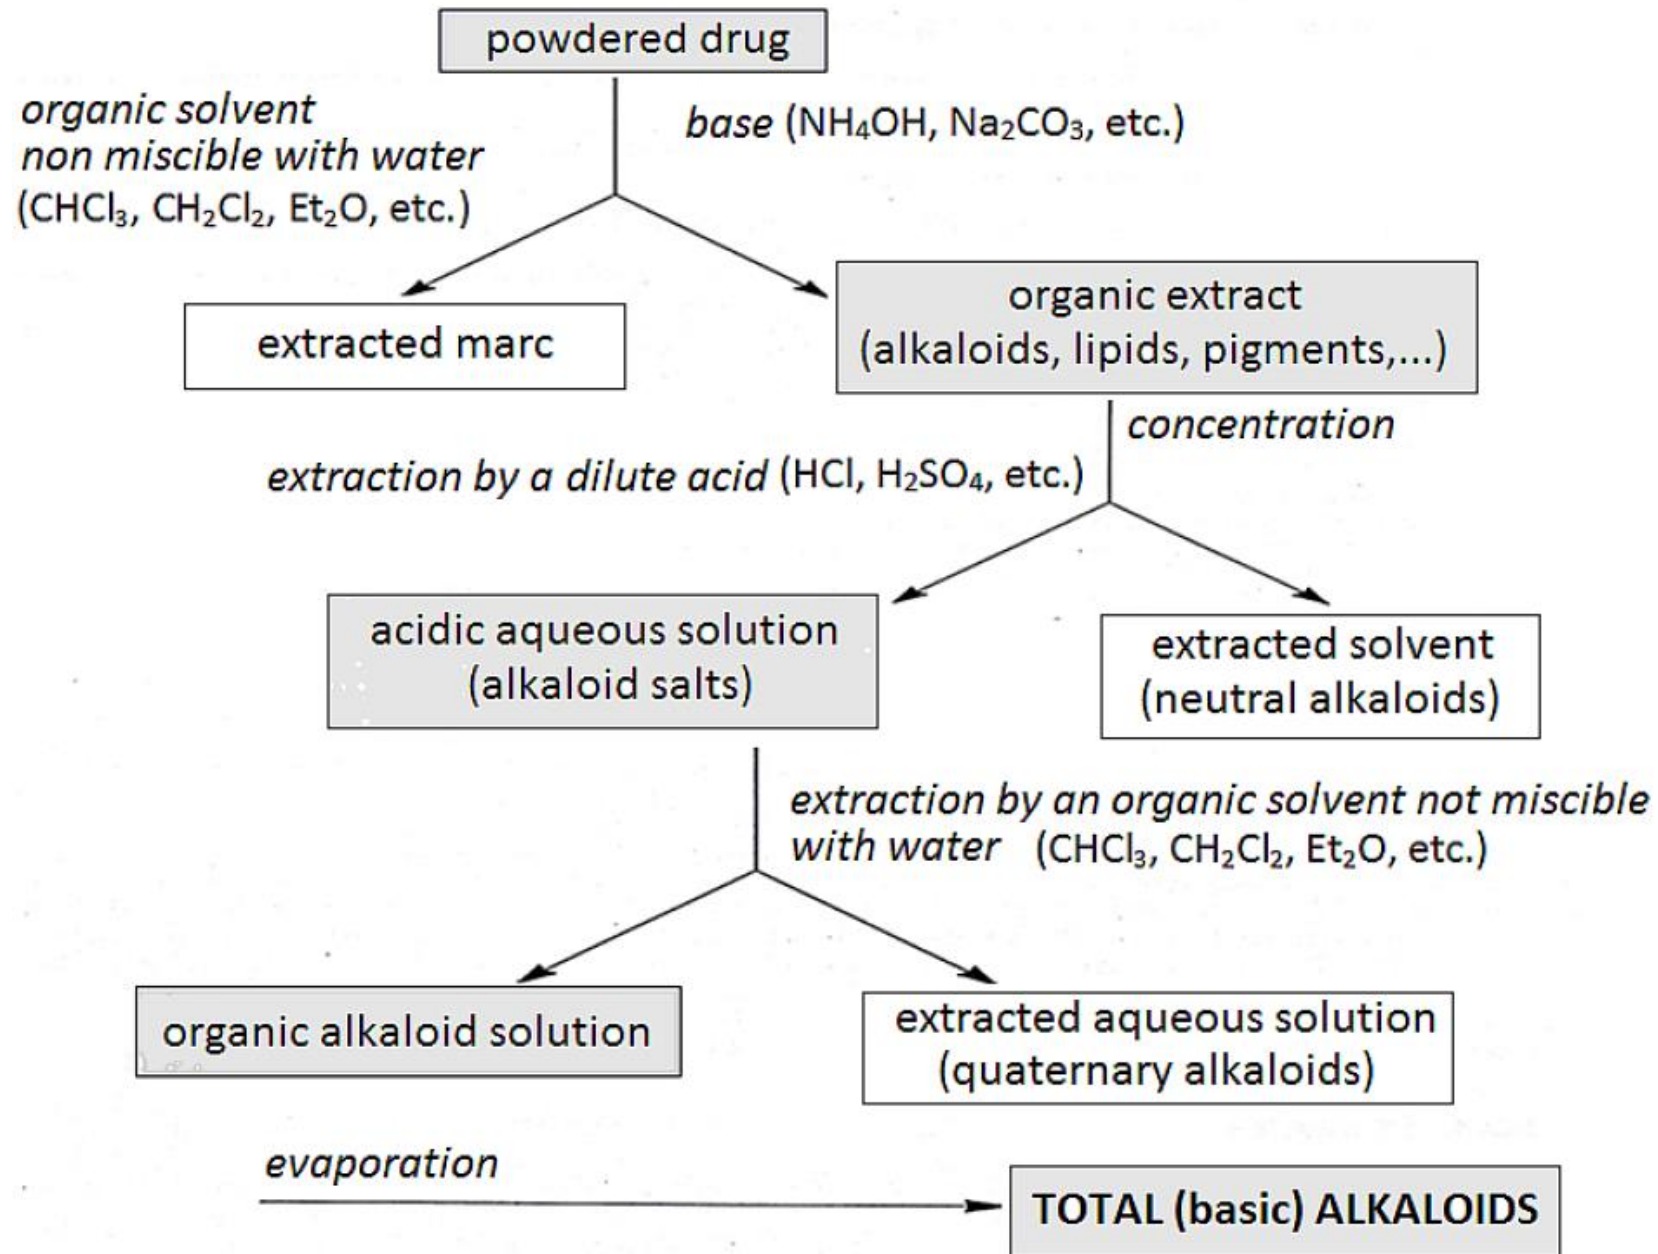 powdered drug
organic solvent
non miscible with water
(CHCl₃, CH₂Cl₂, Et₂O, etc.)
base (NH₄OH, Na₂CO₃, etc.)
extracted marc
organic extract
(alkaloids, lipids, pigments,...)
concentration
extraction by a dilute acid (HCl, H₂SO₄, etc.)
acidic aqueous solution
(alkaloid salts)
extracted solvent
(neutral alkaloids)
extraction by an organic solvent not miscible
with water (CHCl₃, CH₂Cl₂, Et₂O, etc.)
organic alkaloid solution
extracted aqueous solution
(quaternary alkaloids)
evaporation
TOTAL (basic) ALKALOIDS